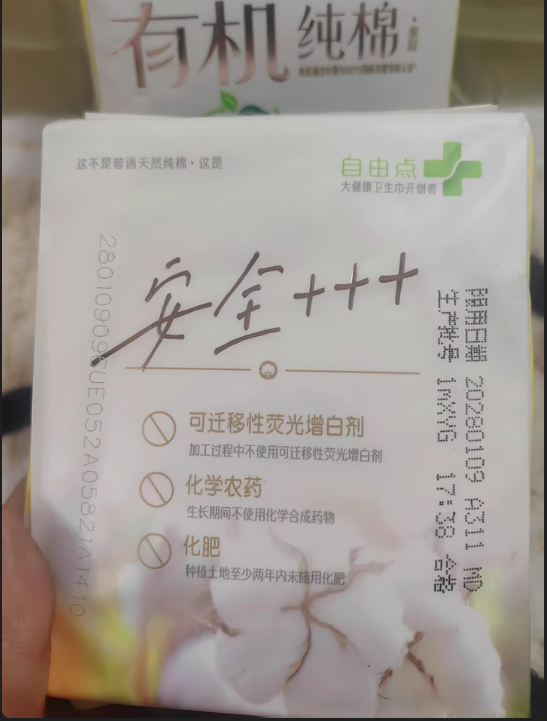 有机纯棉
这不是普通天然纯棉·这是
自由点
大健康卫生巾开创者
安全+++
可迁移性荧光增白剂
加工过程中不使用可迁移性荧光增白剂
化学农药
生长期间不使用化学合成药物
化肥
种植土地至少两年内未施用化肥
限用日期 20280109 A311 MD
生产批号 1mXYG 17:38 合格